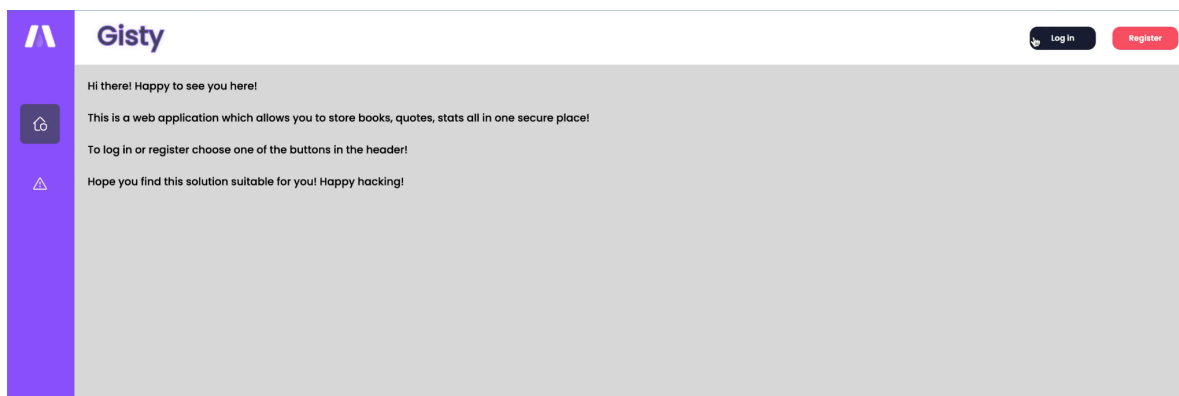 Gisty
Log in
Register
Hi there! Happy to see you here!
This is a web application which allows you to store books, quotes, stats all in one secure place!
To log in or register choose one of the buttons in the header!
Hope you find this solution suitable for you! Happy hacking!